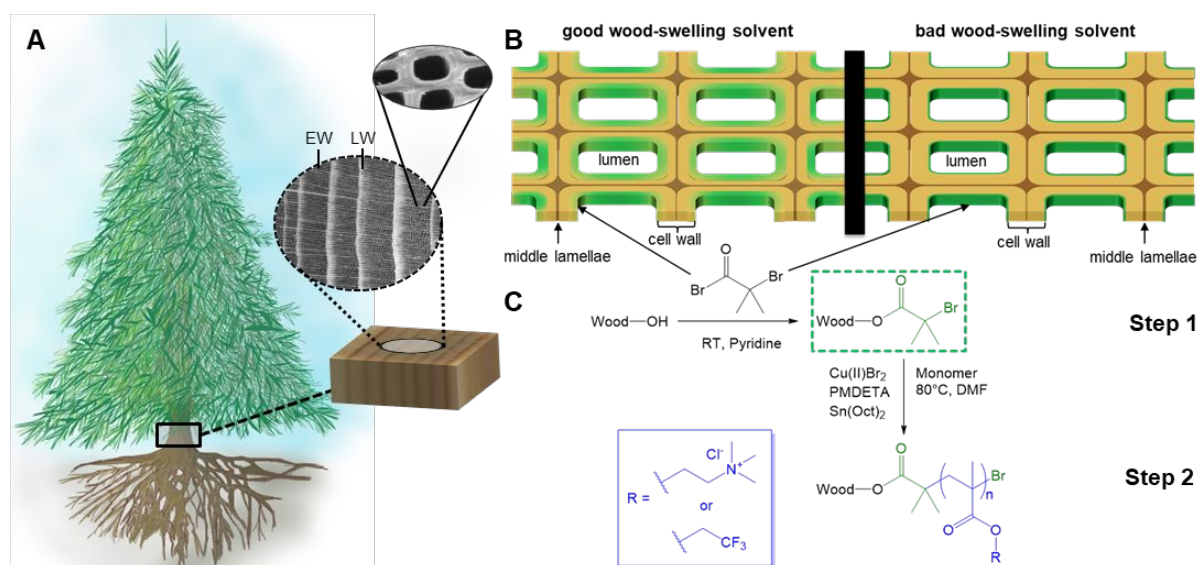 A
EW
LW
B
good wood-swelling solvent
bad wood-swelling solvent
lumen
lumen
cell wall
cell wall
middle lamellae
middle lamellae
C
O
Br
Br
Wood
OH
RT, Pyridine
Wood
O
O
Br
Step 1
Cu(II)Br2
PMDETA
Sn(Oct)2
Monomer
80°C, DMF
R =
Cl-
N+
or
CF3
Wood
O
O
Br
n
O
O
R
Step 2